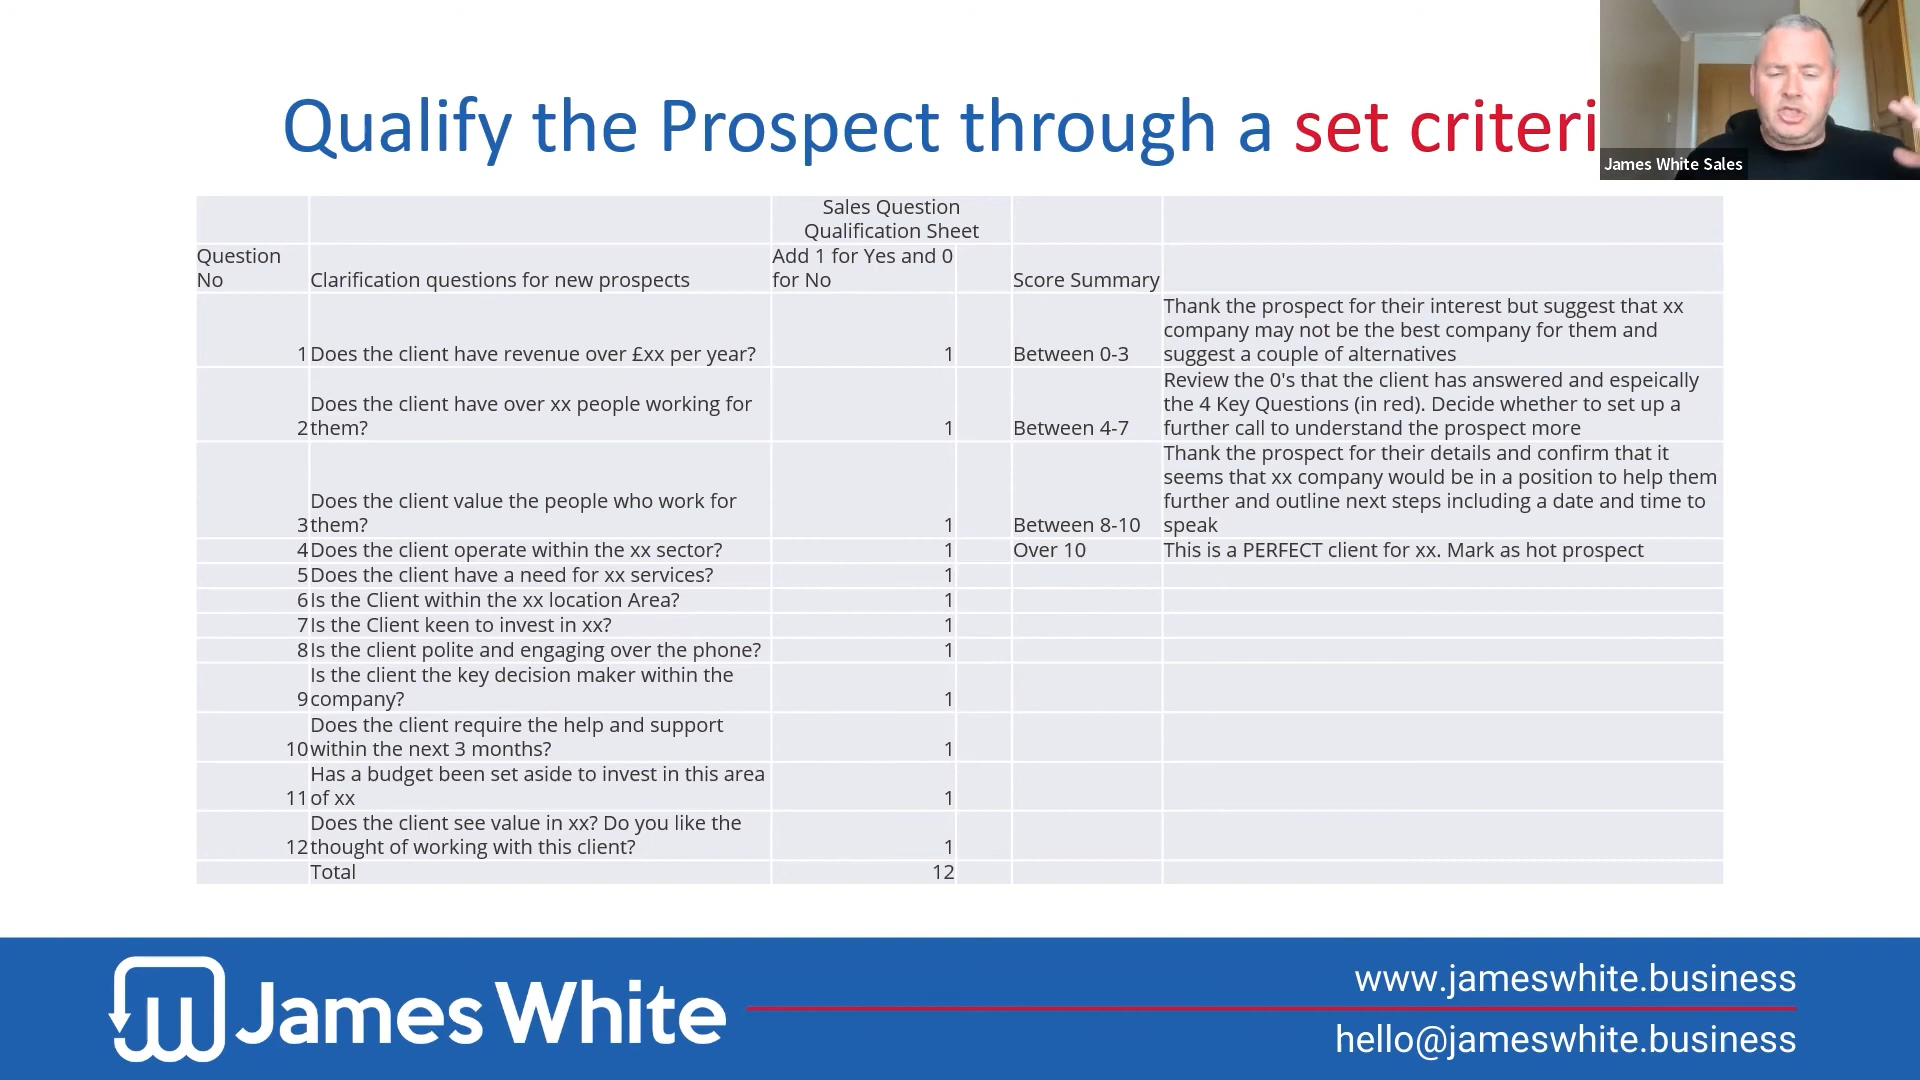 Qualify the Prospect through a set criteri
James White Sales
Sales Question
Qualification Sheet
Question
No
Clarification questions for new prospects
Add 1 for Yes and 0
for No
Score Summary
1 Does the client have revenue over £xx per year?
1
Between 0-3
Thank the prospect for their interest but suggest that xx
company may not be the best company for them and
suggest a couple of alternatives
2 Does the client have over xx people working for
them?
1
Between 4-7
Review the 0's that the client has answered and espeically
the 4 Key Questions (in red). Decide whether to set up a
further call to understand the prospect more
3 Does the client value the people who work for
them?
1
Between 8-10
Thank the prospect for their details and confirm that it
seems that xx company would be in a position to help them
further and outline next steps including a date and time to
speak
4 Does the client operate within the xx sector?
1
Over 10
This is a PERFECT client for xx. Mark as hot prospect
5 Does the client have a need for xx services?
1
6 Is the Client within the xx location Area?
1
7 Is the Client keen to invest in xx?
1
8 Is the client polite and engaging over the phone?
1
9 Is the client the key decision maker within the
company?
1
10 Does the client require the help and support
within the next 3 months?
1
11 Has a budget been set aside to invest in this area
of xx
1
12 Does the client see value in xx? Do you like the
thought of working with this client?
1
Total
12
James White
www.jameswhite.business
hello@jameswhite.business